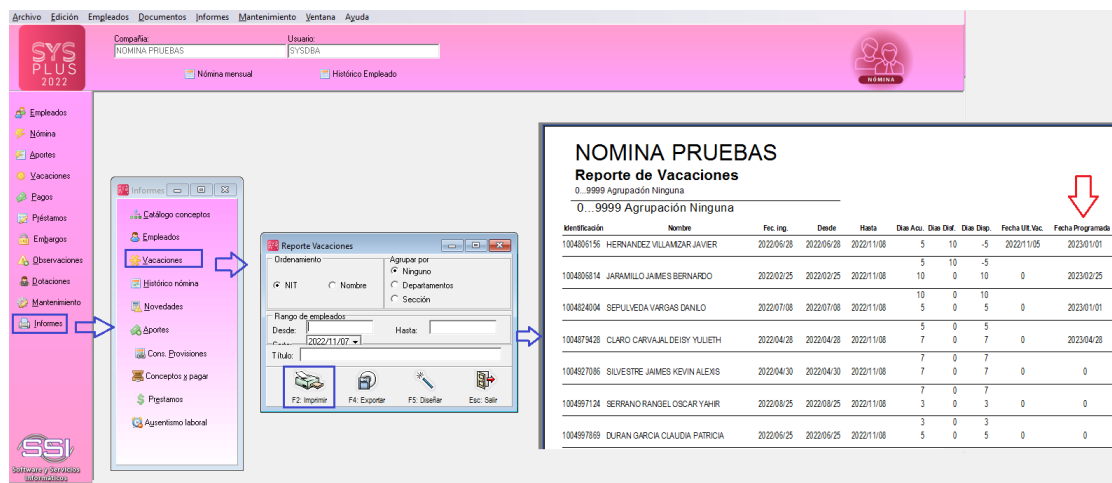 Archivo Edición Empleados Documentos Informes Mantenimiento Ventana Ayuda
SYS
PLUS
2022
Compañia:
NOMINA PRUEBAS
Usuario:
SYSDBA
Nómina mensual
Histórico Empleado
NÓMINA
Empleados
Nómina
Aportes
Vacaciones
Pagos
Préstamos
Embargos
Observaciones
Dotaciones
Mantenimiento
Informes
SSI
Software y Servicios
Informaticos
Informes
Catálogo conceptos
Empleados
Vacaciones
Histórico nómina
Novedades
Aportes
Cons. Provisiones
Conceptos x pagar
Prestamos
Ausentismo laboral
Reporte Vacaciones
Ordenamiento
NIT
Nombre
Agrupar por
Ninguno
Departamentos
Sección
Rango de empleados
Desde:
Hasta:
2022/11/07
Título:
F2: Imprimir
F4: Exportar
F5: Diseñar
Esc: Salir
NOMINA PRUEBAS
Reporte de Vacaciones
0...9999 Agrupación Ninguna
0...9999 Agrupación Ninguna
Identificación Nombre Fec. ing. Desde Hasta Dias Acu. Dias Disf. Dias Disp. Fecha Ult.Vac. Fecha Programada
1004806156 HERNANDEZ VILLAMIZAR JAVIER 2022/06/28 2022/06/28 2022/11/08 5 10 -5 2022/11/05 2023/01/01
5 10 -5
1004806814 JARAMILLO JAIMES BERNARDO 2022/02/25 2022/02/25 2022/11/08 10 0 10 0 2023/02/25
10 0 10
1004824004 SEPULVEDA VARGAS DANILO 2022/07/08 2022/07/08 2022/11/08 5 0 5 0 2023/01/01
5 0 5
1004879428 CLARO CARVAJAL DEISY YULIETH 2022/04/28 2022/04/28 2022/11/08 7 0 7 0 2023/04/28
7 0 7
1004927086 SILVESTRE JAIMES KEVIN ALEXIS 2022/04/30 2022/04/30 2022/11/08 7 0 7 0 0
7 0 7
1004997124 SERRANO RANGEL OSCAR YAHIR 2022/08/25 2022/08/25 2022/11/08 3 0 3 0 0
3 0 3
1004997869 DURAN GARCIA CLAUDIA PATRICIA 2022/06/25 2022/06/25 2022/11/08 5 0 5 0 0